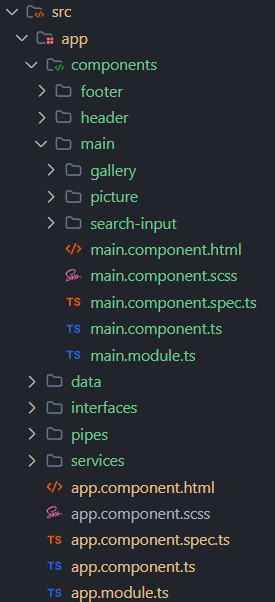 src
app
components
footer
header
main
gallery
picture
search-input
main.component.html
main.component.scss
TS main.component.spec.ts
TS main.component.ts
TS main.module.ts
data
interfaces
pipes
services
app.component.html
app.component.scss
TS app.component.spec.ts
TS app.component.ts
TS app.module.ts